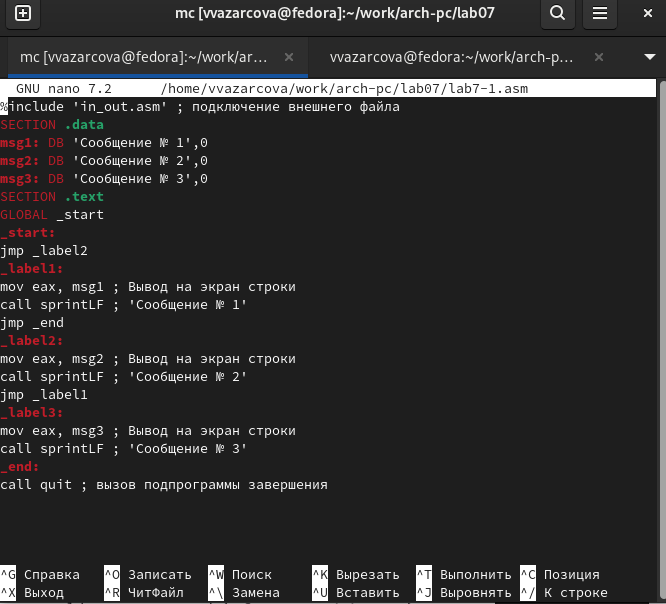 mc [vvazarcova@fedora]:~/work/arch-pc/lab07
mc [vvazarcova@fedora]:~/work/ar… × vvazarcova@fedora:~/work/arch-p… ×
GNU nano 7.2 /home/vvazarcova/work/arch-pc/lab07/lab7-1.asm
%include 'in_out.asm' ; подключение внешнего файла
SECTION .data
msg1: DB 'Сообщение № 1',0
msg2: DB 'Сообщение № 2',0
msg3: DB 'Сообщение № 3',0
SECTION .text
GLOBAL _start
_start:
jmp _label2
_label1:
mov eax, msg1 ; Вывод на экран строки
call sprintLF ; 'Сообщение № 1'
jmp _end
_label2:
mov eax, msg2 ; Вывод на экран строки
call sprintLF ; 'Сообщение № 2'
jmp _label1
_label3:
mov eax, msg3 ; Вывод на экран строки
call sprintLF ; 'Сообщение № 3'
_end:
call quit ; вызов подпрограммы завершения
^G Справка ^O Записать ^W Поиск ^K Вырезать ^T Выполнить ^C Позиция
^X Выход ^R ЧитФайл ^\ Замена ^U Вставить ^J Выровнять ^/ К строке